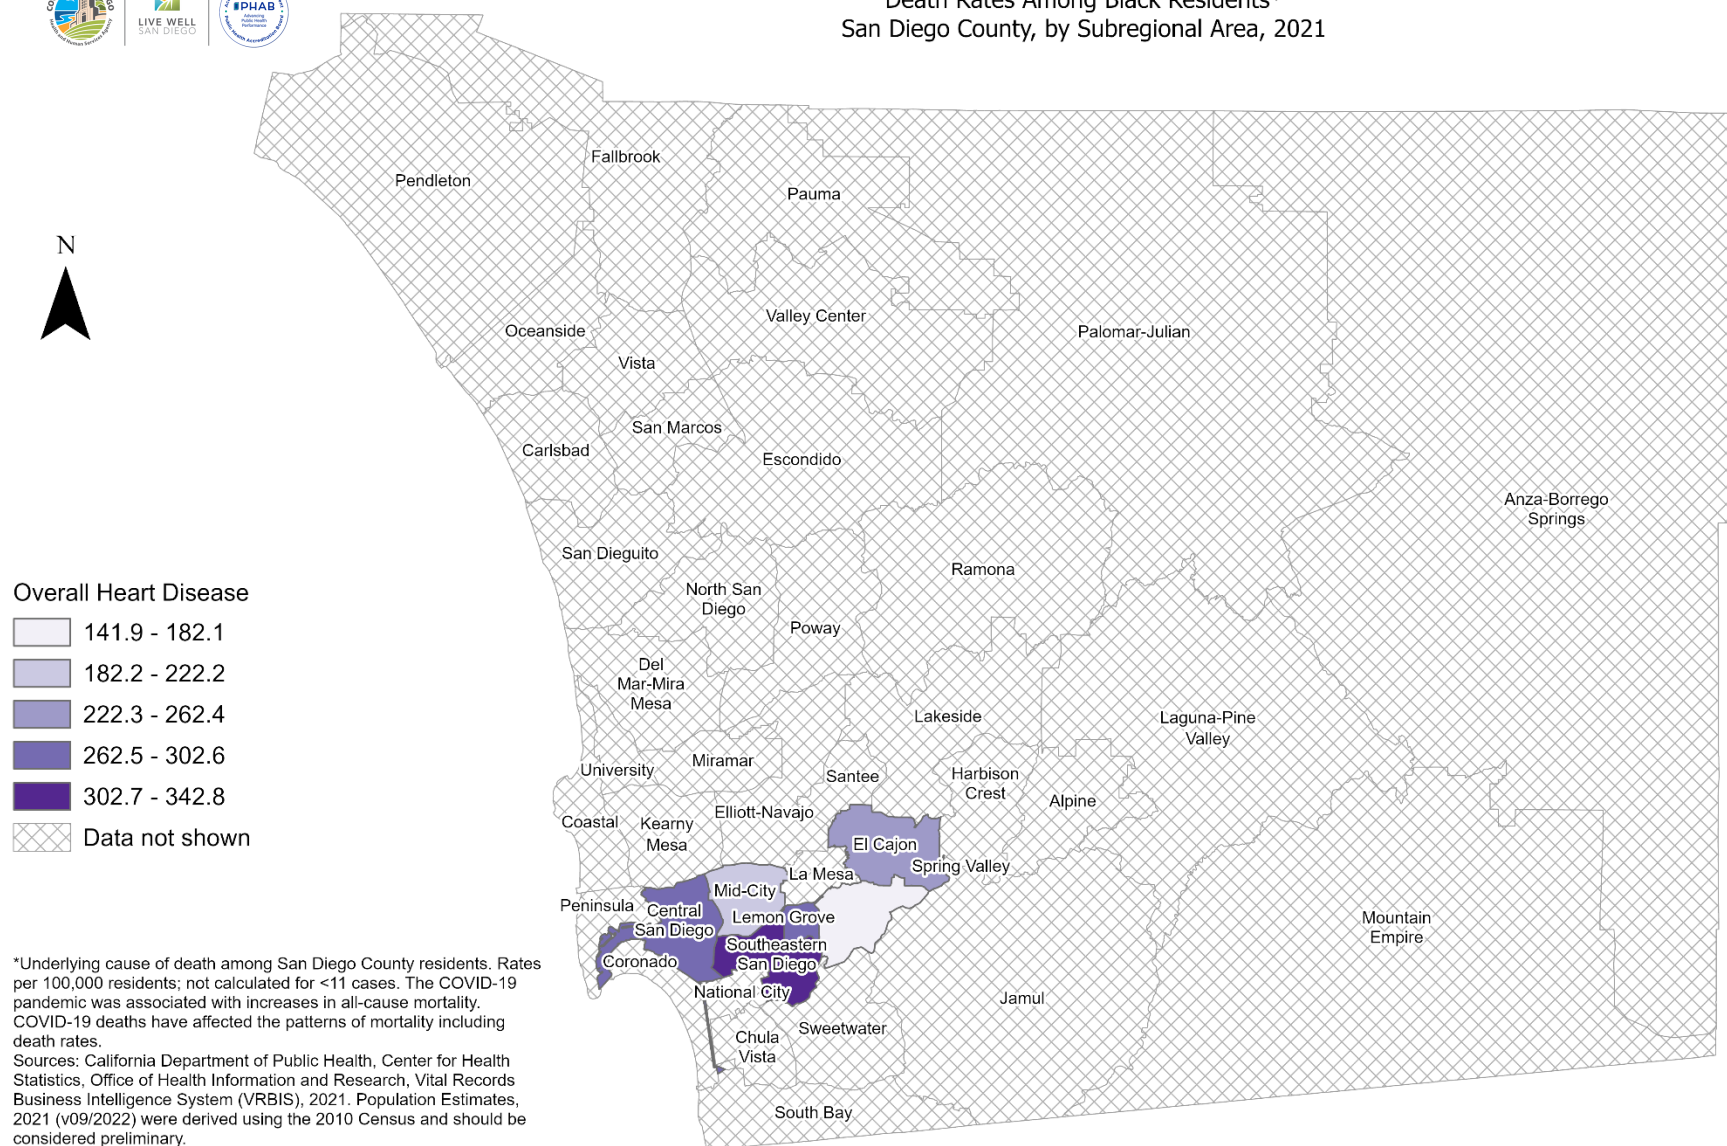 LIVE WELL
SAN DIEGO
PHAB
Advancing
Public Health
Performance
Death Rates Among Black Residents*
San Diego County, by Subregional Area, 2021
N
Pendleton
Fallbrook
Pauma
Oceanside
Vista
Valley Center
Palomar-Julian
San Marcos
Carlsbad
Escondido
Anza-Borrego
Springs
San Dieguito
North San
Diego
Ramona
Poway
Del
Mar-Mira
Mesa
Lakeside
Laguna-Pine
Valley
University
Miramar
Santee
Harbison
Crest
Alpine
Coastal
Kearny
Mesa
Elliott-Navajo
El Cajon
Spring Valley
La Mesa
Mid-City
Peninsula
Central
San Diego
Lemon Grove
Southeastern
San Diego
Coronado
National City
Mountain
Empire
Jamul
Chula
Vista
Sweetwater
South Bay
Overall Heart Disease
141.9 - 182.1
182.2 - 222.2
222.3 - 262.4
262.5 - 302.6
302.7 - 342.8
Data not shown
*Underlying cause of death among San Diego County residents. Rates
per 100,000 residents; not calculated for <11 cases. The COVID-19
pandemic was associated with increases in all-cause mortality.
COVID-19 deaths have affected the patterns of mortality including
death rates.
Sources: California Department of Public Health, Center for Health
Statistics, Office of Health Information and Research, Vital Records
Business Intelligence System (VRBIS), 2021. Population Estimates,
2021 (v09/2022) were derived using the 2010 Census and should be
considered preliminary.